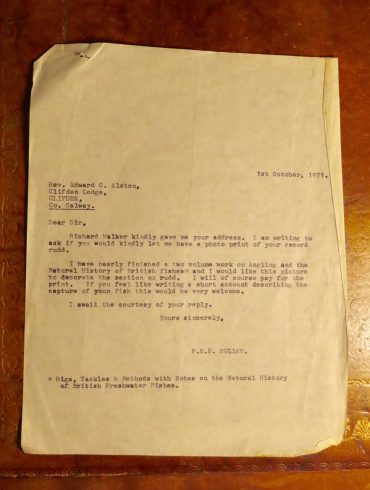 1st October, 1971.
Rev. Edward C. Alston,
Clifden Lodge,
CLIFDEN,
Co. Galway.
Dear Sir,
Richard Walker kindly gave me your address. I am writing to
ask if you would kindly let me have a photo print of your record
rudd.
I have nearly finished a two volume work on Angling and the
Naturel History of British fishes* and I would like this picture
to decorate the section on rudd. I will of course pay for the
print. If you feel like writing a short account describing the
capture of your fish this would be very welcome.
I await the courtesy of your reply.
Yours sincerely,
F.H.E. BULLER.
* Rigs, Tackles & Methods with Notes on the Natural History
of British Freshwater Fishes.